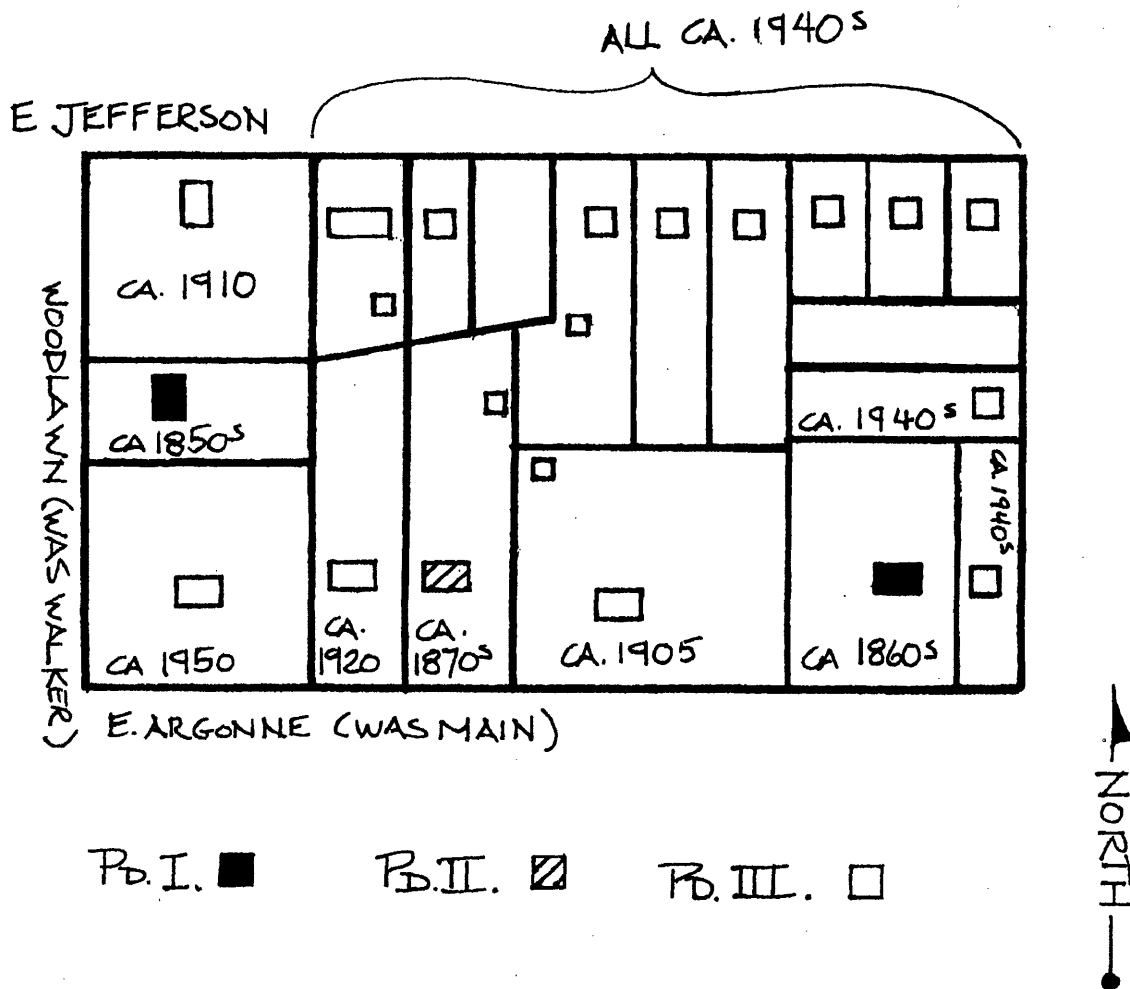 ALL CA. 1940s
E JEFFERSON
CA. 1910
WOODLAWN (WAS WALKER)
CA 1850s
CA. 1940s
CA 1940s
CA 1950
CA.
1920
CA.
1870s
CA. 1905
CA 1860s
E. ARGONNE (WAS MAIN)
PD. I.
PD. II.
PD. III.
NORTH